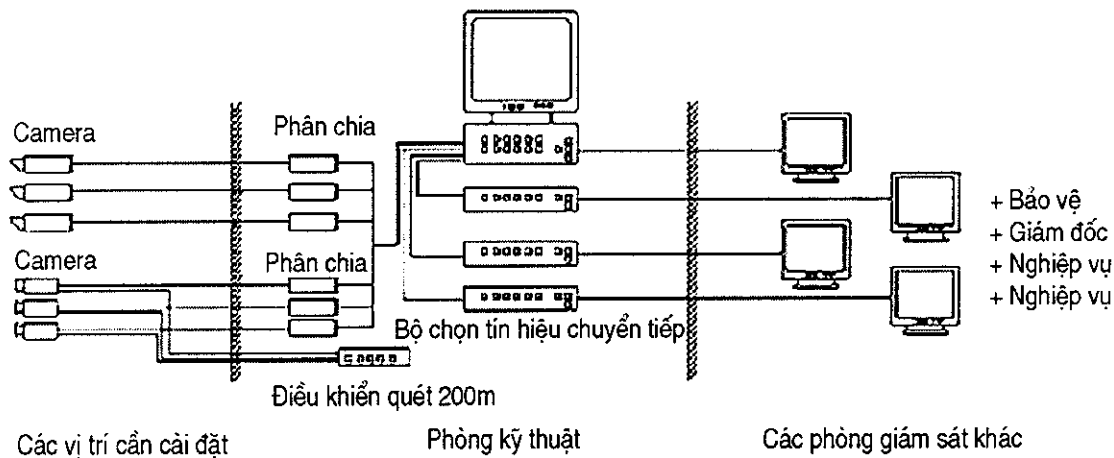 Camera
Phân chia
Camera
Phân chia
+ Bảo vệ
+ Giám đốc
+ Nghiệp vụ
+ Nghiệp vụ
Bộ chọn tín hiệu chuyển tiếp
Điều khiển quét 200m
Các vị trí cần cài đặt
Phòng kỹ thuật
Các phòng giám sát khác